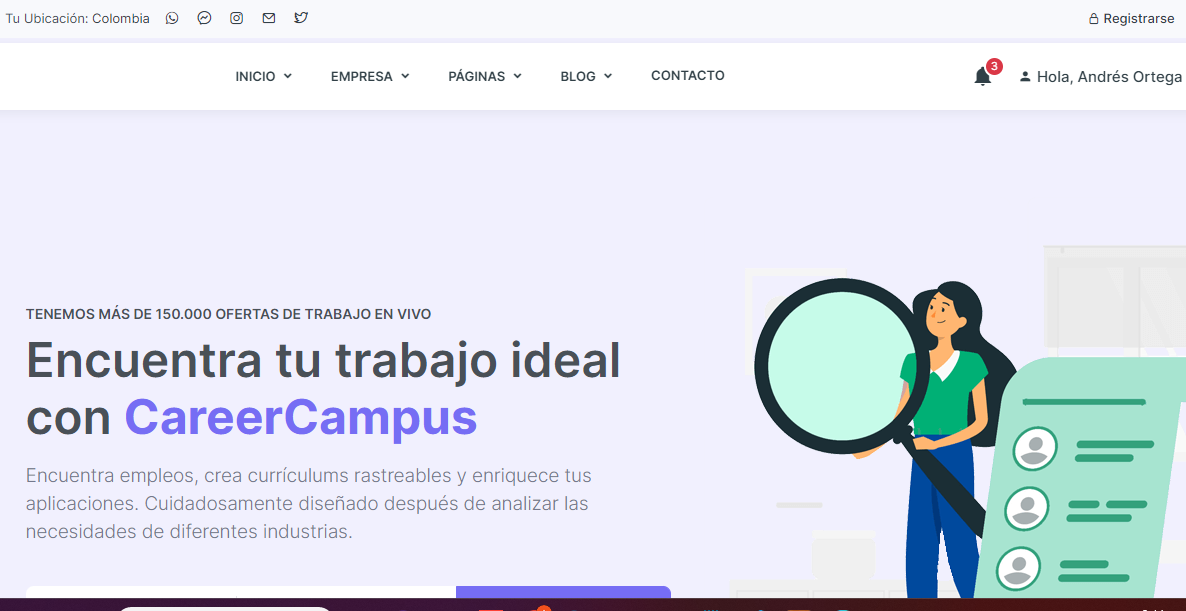 Tu Ubicación: Colombia
Registrarse
INICIO
EMPRESA
PÁGINAS
BLOG
CONTACTO
3
Hola, Andrés Ortega
TENEMOS MÁS DE 150.000 OFERTAS DE TRABAJO EN VIVO
Encuentra tu trabajo ideal
con CareerCampus
Encuentra empleos, crea currículums rastreables y enriquece tus
aplicaciones. Cuidadosamente diseñado después de analizar las
necesidades de diferentes industrias.